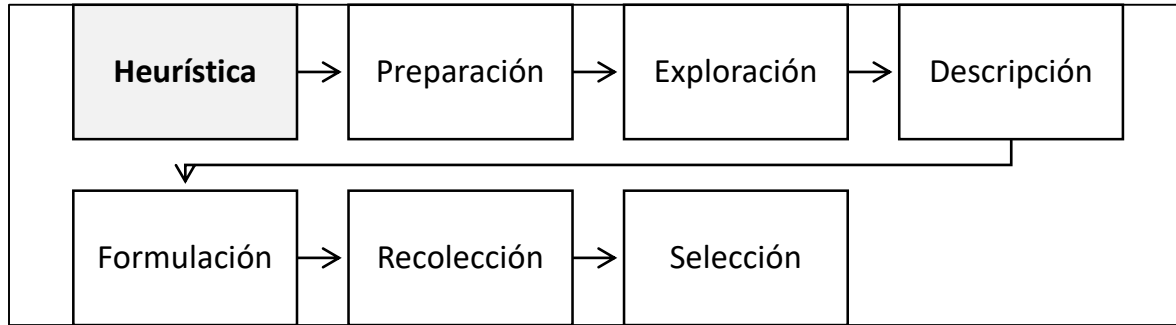 Heurística
Preparación
Exploración
Descripción
Formulación
Recolección
Selección